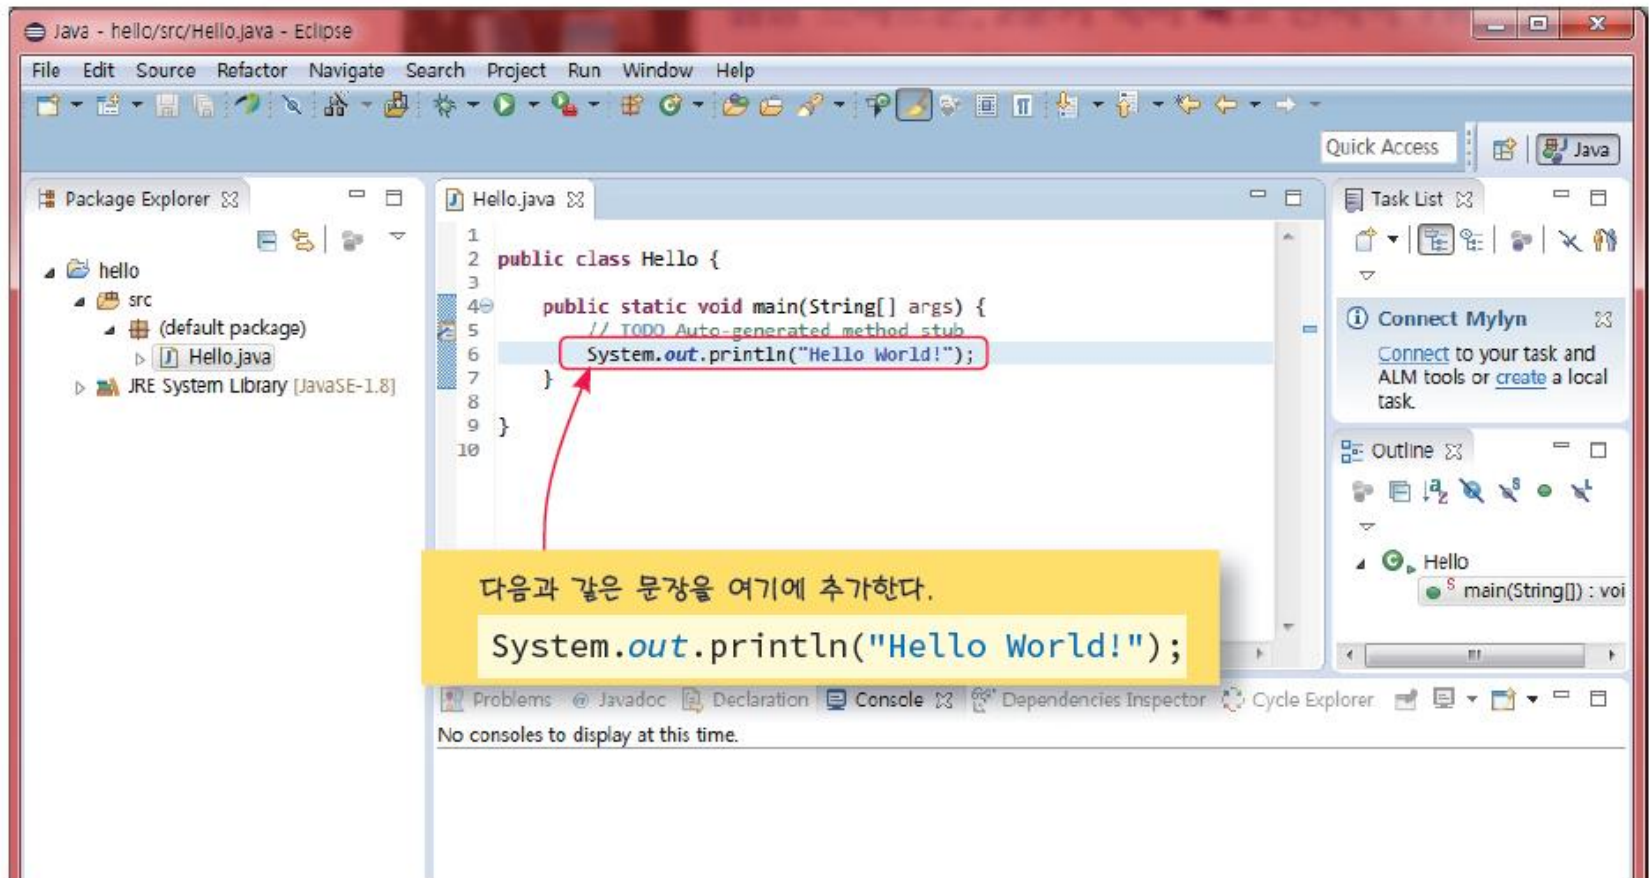 Java - hello/src/Hello.java - Eclipse
File Edit Source Refactor Navigate Search Project Run Window Help
Quick Access
Java
Package Explorer
hello
src
(default package)
Hello.java
JRE System Library [JavaSE-1.8]
Hello.java
1
2 public class Hello {
3
4 public static void main(String[] args) {
5 // TODO Auto-generated method stub
6 System.out.println("Hello World!");
7 }
8
9 }
10
다음과 같은 문장을 여기에 추가한다.
System.out.println("Hello World!");
Task List
Connect Mylyn
Connect to your task and
ALM tools or create a local
task.
Outline
Hello
main(String[]) : voi
Problems @ Javadoc Declaration Console Dependencies Inspector Cycle Explorer
No consoles to display at this time.